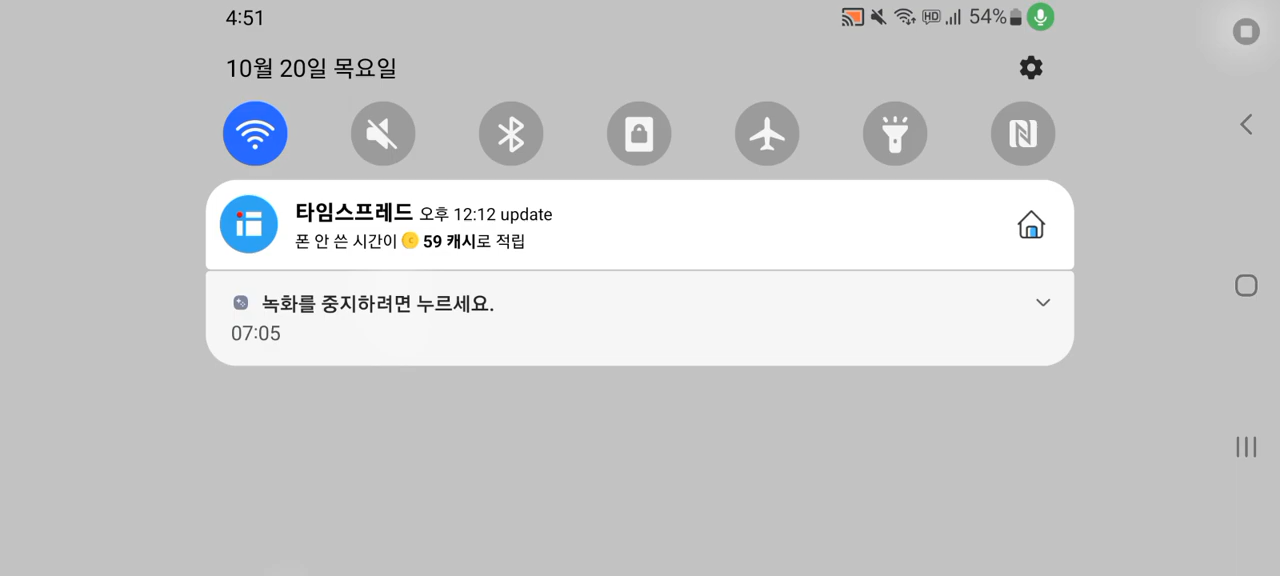 4:51
HD 54%
10월 20일 목요일
타임스프레드 오후 12:12 update
폰 안 쓴 시간이 59 캐시로 적립
녹화를 중지하려면 누르세요.
07:05